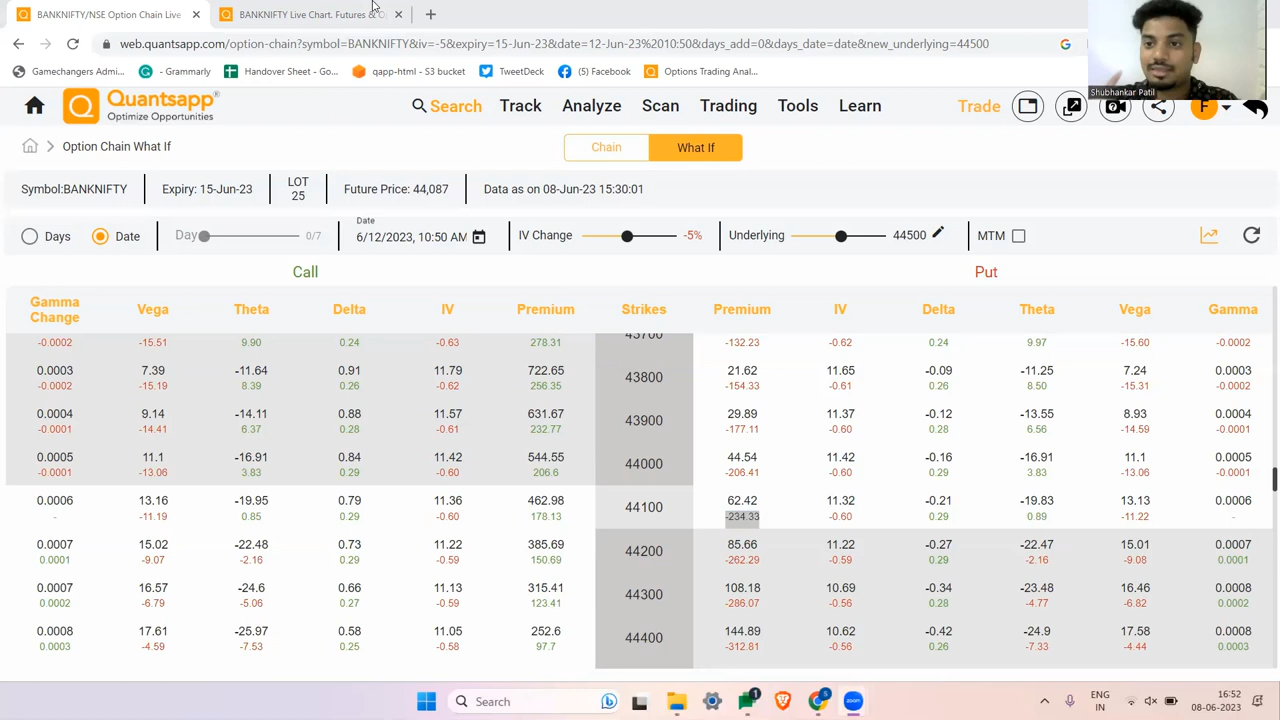 BANKNIFTY/NSE Option Chain Live
BANKNIFTY Live Chart. Futures & O
web.quantsapp.com/option-chain?symbol=BANKNIFTY&iv=-5&expiry=15-Jun-23&date=12-Jun-23%2010:50&days_add=0&days_date=date&new_underlying=44500
Gamechangers Admi... - Grammarly Handover Sheet - Go... qapp-html - S3 bucket TweetDeck (5) Facebook Options Trading Anal...
Shubhankar Patil
Quantsapp
Optimize Opportunities
Search Track Analyze Scan Trading Tools Learn Trade F
Option Chain What If
Chain What If
Symbol:BANKNIFTY Expiry: 15-Jun-23 LOT 25 Future Price: 44,087 Data as on 08-Jun-23 15:30:01
Date
Days Date Day 0/7 6/12/2023, 10:50 AM IV Change -5% Underlying 44500 MTM
Call Put
Gamma Change Vega Theta Delta IV Premium Strikes Premium IV Delta Theta Vega Gamma
43700
-0.0002 -15.51 9.90 0.24 -0.63 278.31 -132.23 -0.62 0.24 9.97 -15.60 -0.0002
0.0003 7.39 -11.64 0.91 11.79 722.65 43800 21.62 11.65 -0.09 -11.25 7.24 0.0003
-0.0002 -15.19 8.39 0.26 -0.62 256.35 -154.33 -0.61 0.26 8.50 -15.31 -0.0002
0.0004 9.14 -14.11 0.88 11.57 631.67 43900 29.89 11.37 -0.12 -13.55 8.93 0.0004
-0.0001 -14.41 6.37 0.28 -0.61 232.77 -177.11 -0.60 0.28 6.56 -14.59 -0.0001
0.0005 11.1 -16.91 0.84 11.42 544.55 44000 44.54 11.42 -0.16 -16.91 11.1 0.0005
-0.0001 -13.06 3.83 0.29 -0.60 206.6 -206.41 -0.60 0.29 3.83 -13.06 -0.0001
0.0006 13.16 -19.95 0.79 11.36 462.98 44100 62.42 11.32 -0.21 -19.83 13.13 0.0006
- -11.19 0.85 0.29 -0.60 178.13 -234.33 -0.60 0.29 0.89 -11.22 -
0.0007 15.02 -22.48 0.73 11.22 385.69 44200 85.66 11.22 -0.27 -22.47 15.01 0.0007
0.0001 -9.07 -2.16 0.29 -0.59 150.69 -262.29 -0.59 0.29 -2.16 -9.08 0.0001
0.0007 16.57 -24.6 0.66 11.13 315.41 44300 108.18 10.69 -0.34 -23.48 16.46 0.0008
0.0002 -6.79 -5.06 0.27 -0.59 123.41 -286.07 -0.56 0.28 -4.77 -6.82 0.0002
0.0008 17.61 -25.97 0.58 11.05 252.6 44400 144.89 10.62 -0.42 -24.9 17.58 0.0008
0.0003 -4.59 -7.53 0.25 -0.58 97.7 -312.81 -0.56 0.26 -7.33 -4.44 0.0003
Search
1
5
zoom
ENG
IN
16:52
08-06-2023